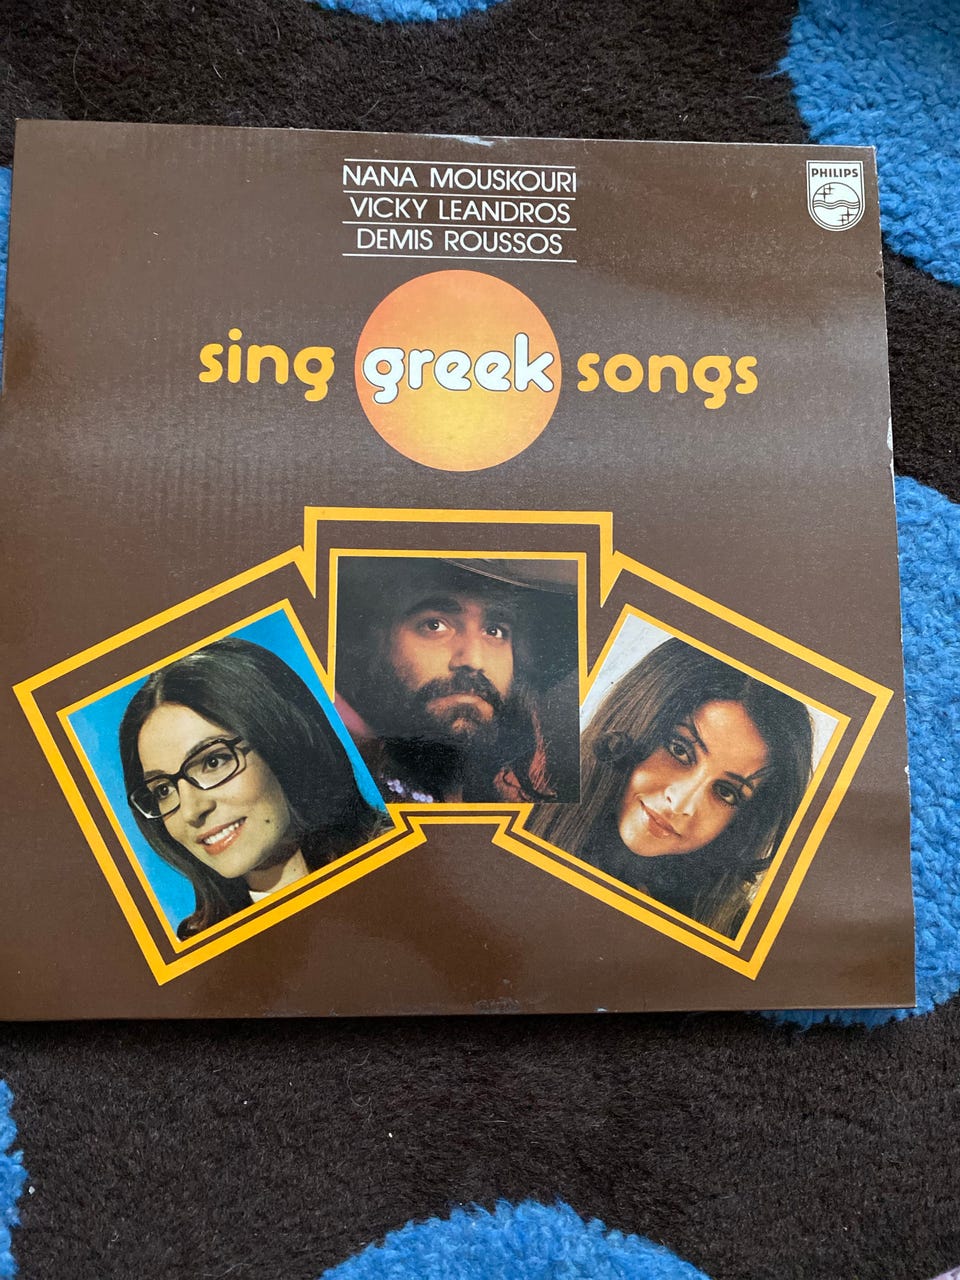 NANA MOUSKOURI
VICKY LEANDROS
DEMIS ROUSSOS
PHILIPS
sing greek songs